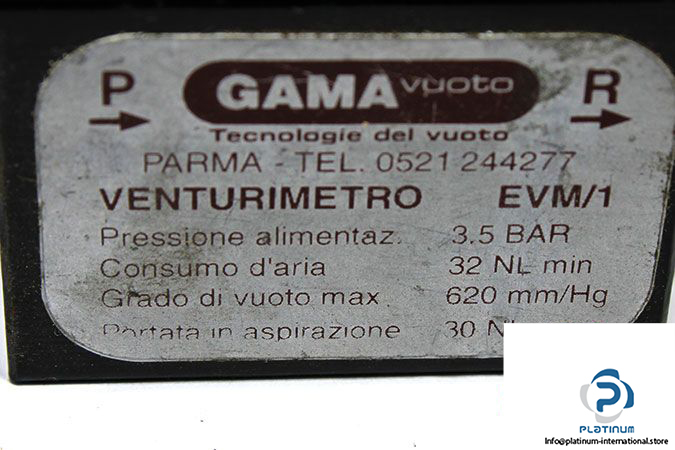 P GAMA vuoto R
Tecnologie del vuoto
PARMA - TEL. 0521 244277
VENTURIMETRO EVM/1
Pressione alimentaz. 3.5 BAR
Consumo d'aria 32 NL min
Grado di vuoto max 620 mm/Hg
Portata in aspirazione 30
PLATINUM
Info@platinum-international.store